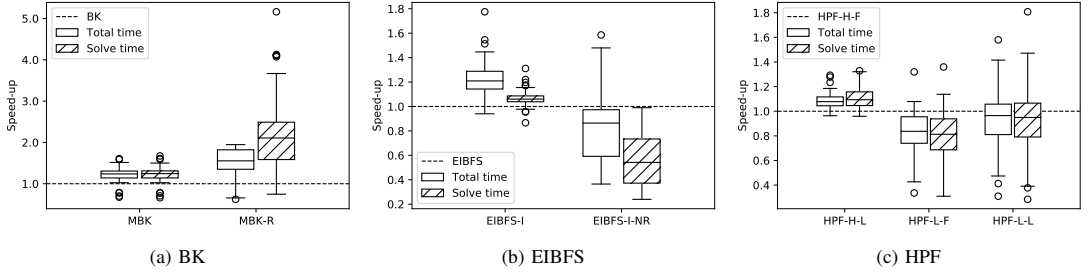 Speed-up
5.0
4.0
3.0
2.0
1.0
BK
Total time
Solve time
MBK
MBK-R
(a) BK
Speed-up
1.8
1.6
1.4
1.2
1.0
0.8
0.6
0.4
0.2
EIBFS
Total time
Solve time
EIBFS-I
EIBFS-I-NR
(b) EIBFS
Speed-up
1.8
1.6
1.4
1.2
1.0
0.8
0.6
0.4
HPF-H-F
Total time
Solve time
HPF-H-L
HPF-L-F
HPF-L-L
(c) HPF